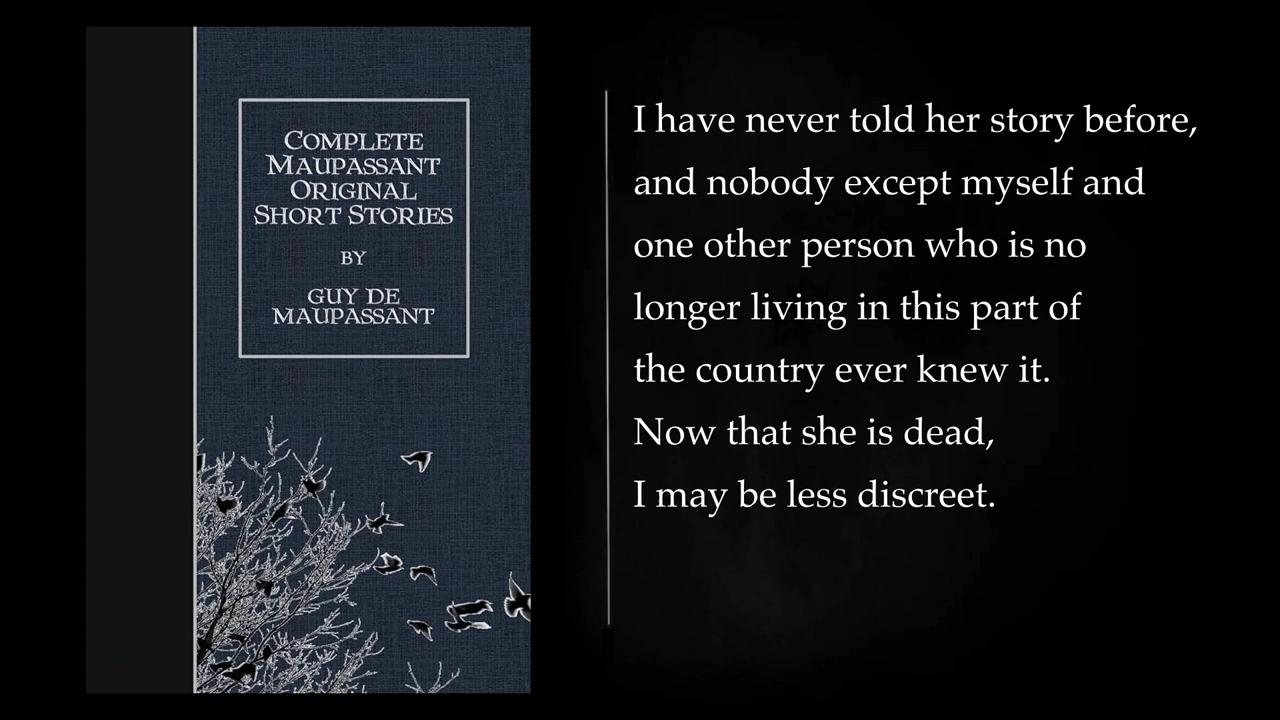 COMPLETE
MAUPASSANT
ORIGINAL
SHORT STORIES
BY
GUY DE
MAUPASSANT
I have never told her story before,
and nobody except myself and
one other person who is no
longer living in this part of
the country ever knew it.
Now that she is dead,
I may be less discreet.